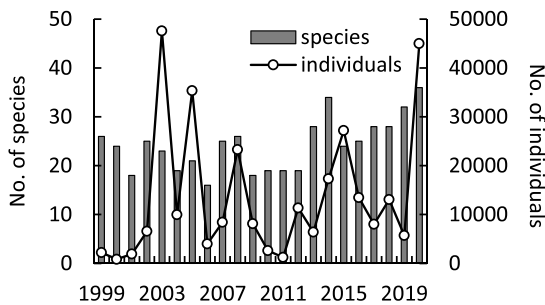 50 50000
species
individuals
40 40000
30 30000
20 20000
10 10000
0 0
No. of species
No. of individuals
1999 2003 2007 2011 2015 2019